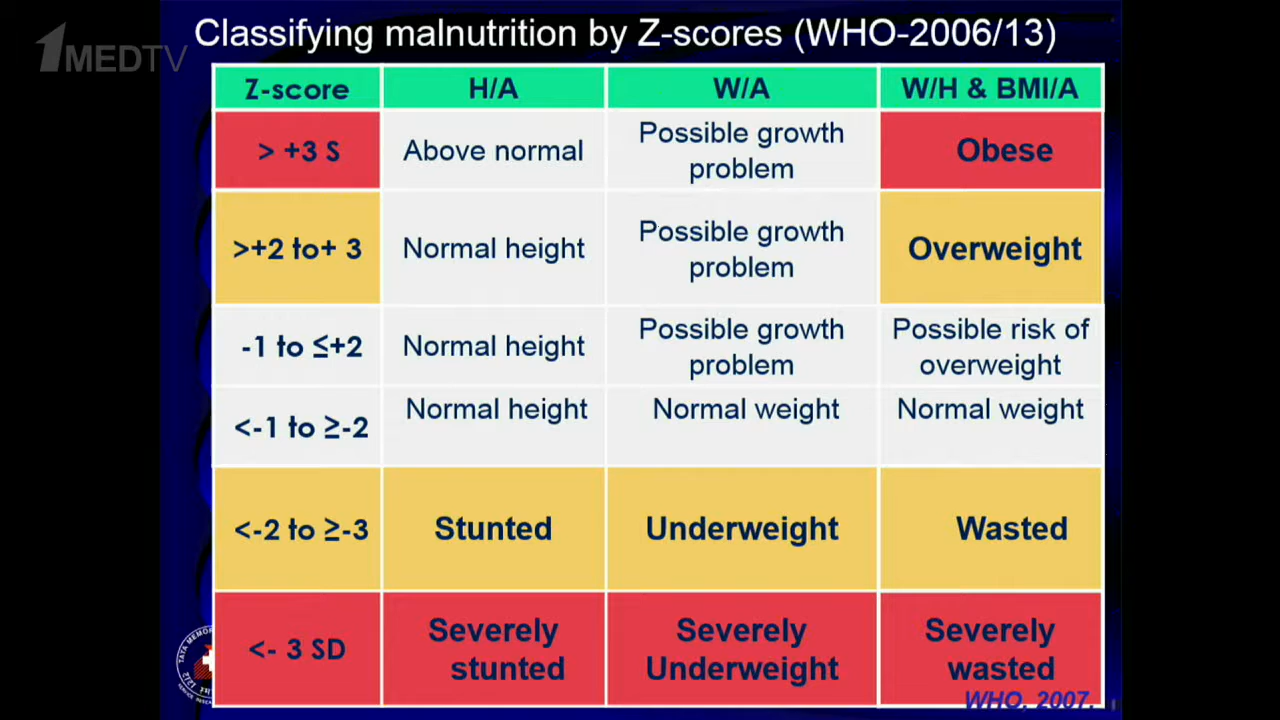 1MEDTV
Classifying malnutrition by Z-scores (WHO-2006/13)
Z-score H/A W/A W/H & BMI/A
> +3 S Above normal Possible growth
problem Obese
>+2 to+ 3 Normal height Possible growth
problem Overweight
-1 to ≤+2 Normal height Possible growth
problem Possible risk of
overweight
<-1 to ≥-2 Normal height Normal weight Normal weight
<-2 to ≥-3 Stunted Underweight Wasted
<- 3 SD Severely
stunted Severely
Underweight Severely
wasted
WHO, 2007.
TATA MEMOR